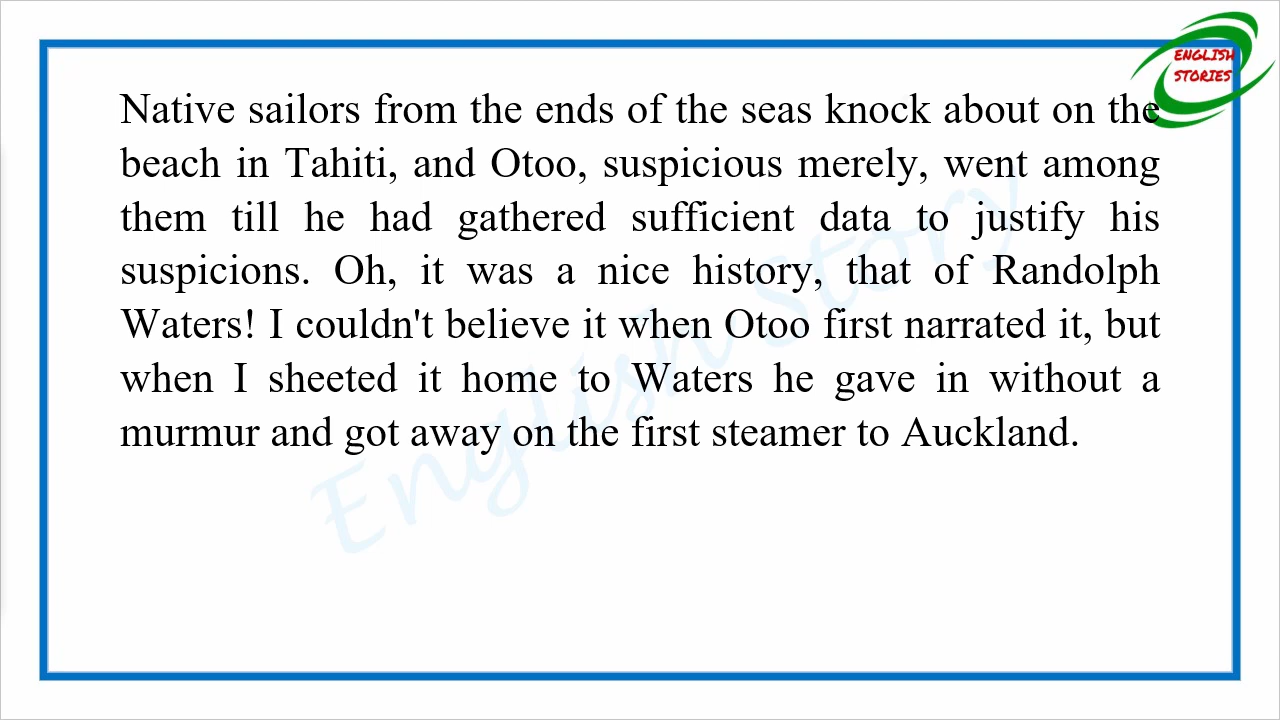 ENGLISH
STORIES
Native sailors from the ends of the seas knock about on the
beach in Tahiti, and Otoo, suspicious merely, went among
them till he had gathered sufficient data to justify his
suspicions. Oh, it was a nice history, that of Randolph
Waters! I couldn't believe it when Otoo first narrated it, but
when I sheeted it home to Waters he gave in without a
murmur and got away on the first steamer to Auckland.
English Story